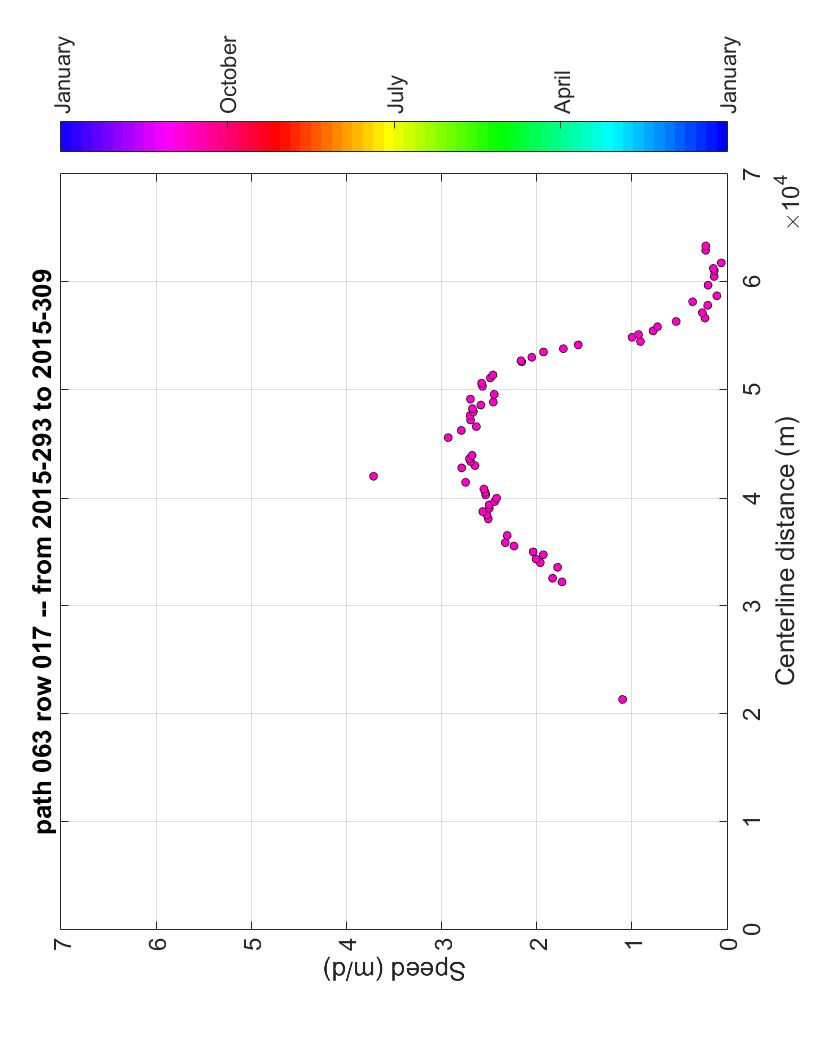 path 063 row 017 -- from 2015-293 to 2015-309
7
6
5
4
3
2
1
0
Speed (m/d)
0
1
2
3
4
5
6
7
×10^4
Centerline distance (m)
January
October
July
April
January